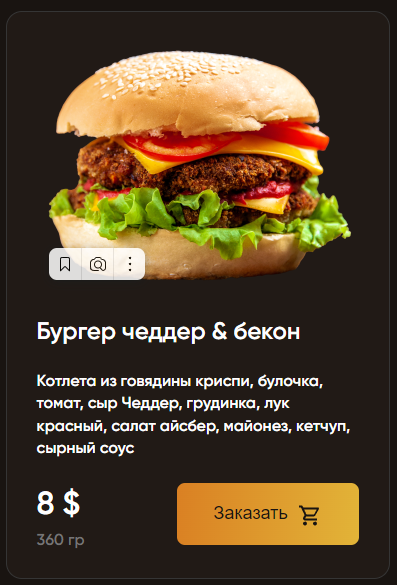 Бургер чеддер & бекон
Котлета из говядины криспи, булочка,
томат, сыр Чеддер, грудинка, лук
красный, салат айсбер, майонез, кетчуп,
сырный соус
8 $
Заказать
360 гр